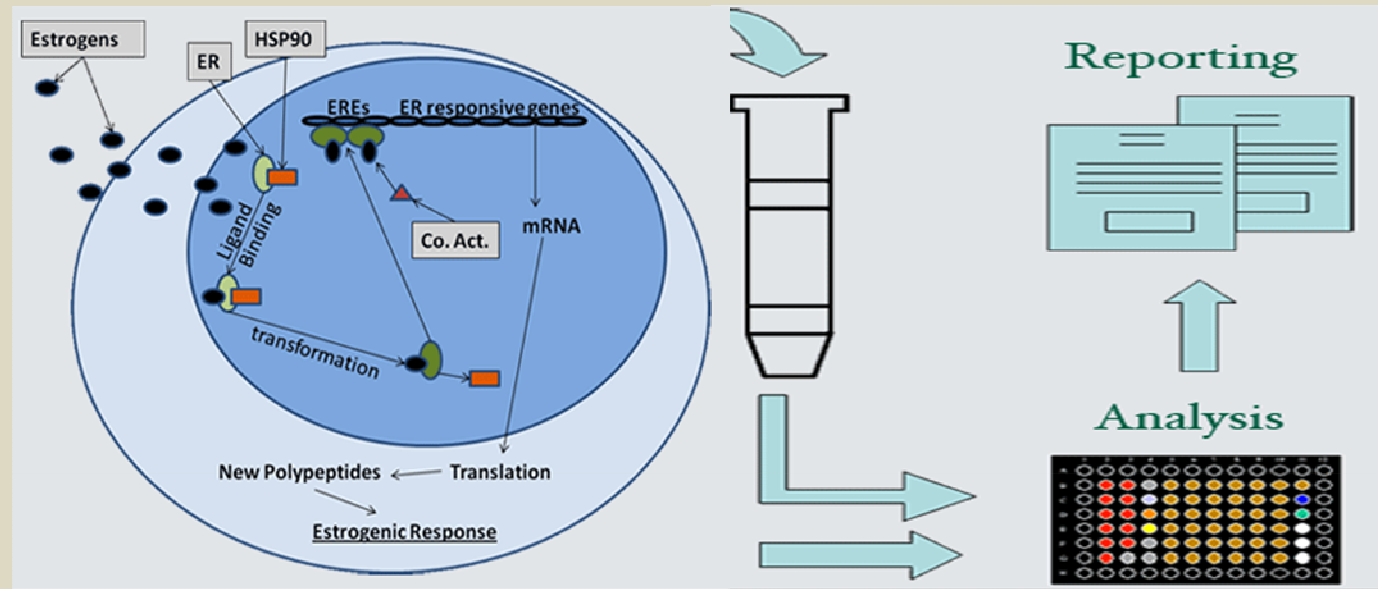 Estrogens
HSP90
ER
EREs
ER responsive genes
Ligand
Binding
Co. Act.
mRNA
transformation
New Polypeptides
Translation
Estrogenic Response
Reporting
Analysis